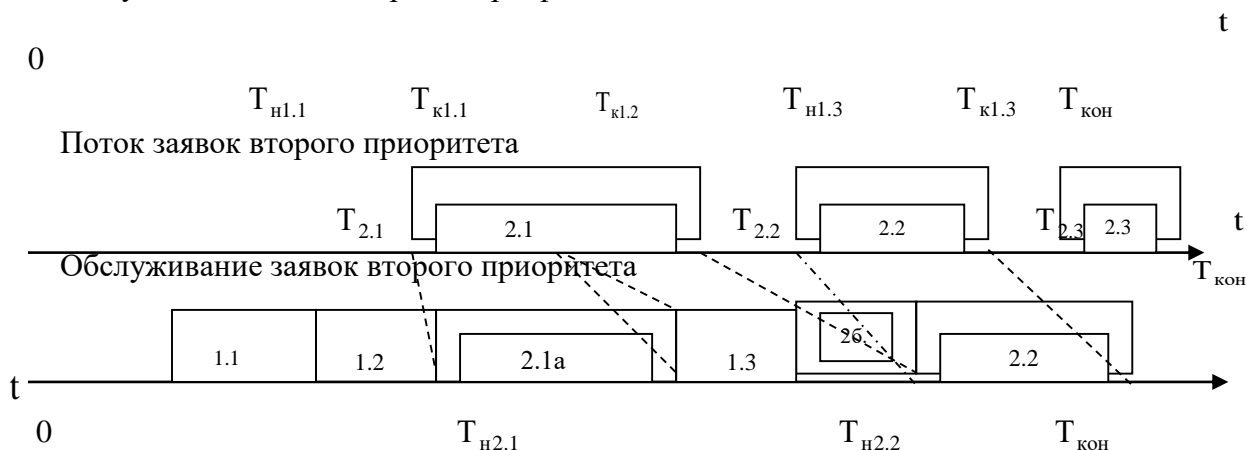 t
0
Tн1.1 Tк1.1 Tк1.2 Tн1.3 Tк1.3 Tкон
Поток заявок второго приоритета
T2.1 2.1 T2.2 2.2 T2.3 2.3 t
Обслуживание заявок второго приоритета Tкон
1.1 1.2 2.1а 1.3 2б 2.2
t
0 Tн2.1 Tн2.2 Tкон